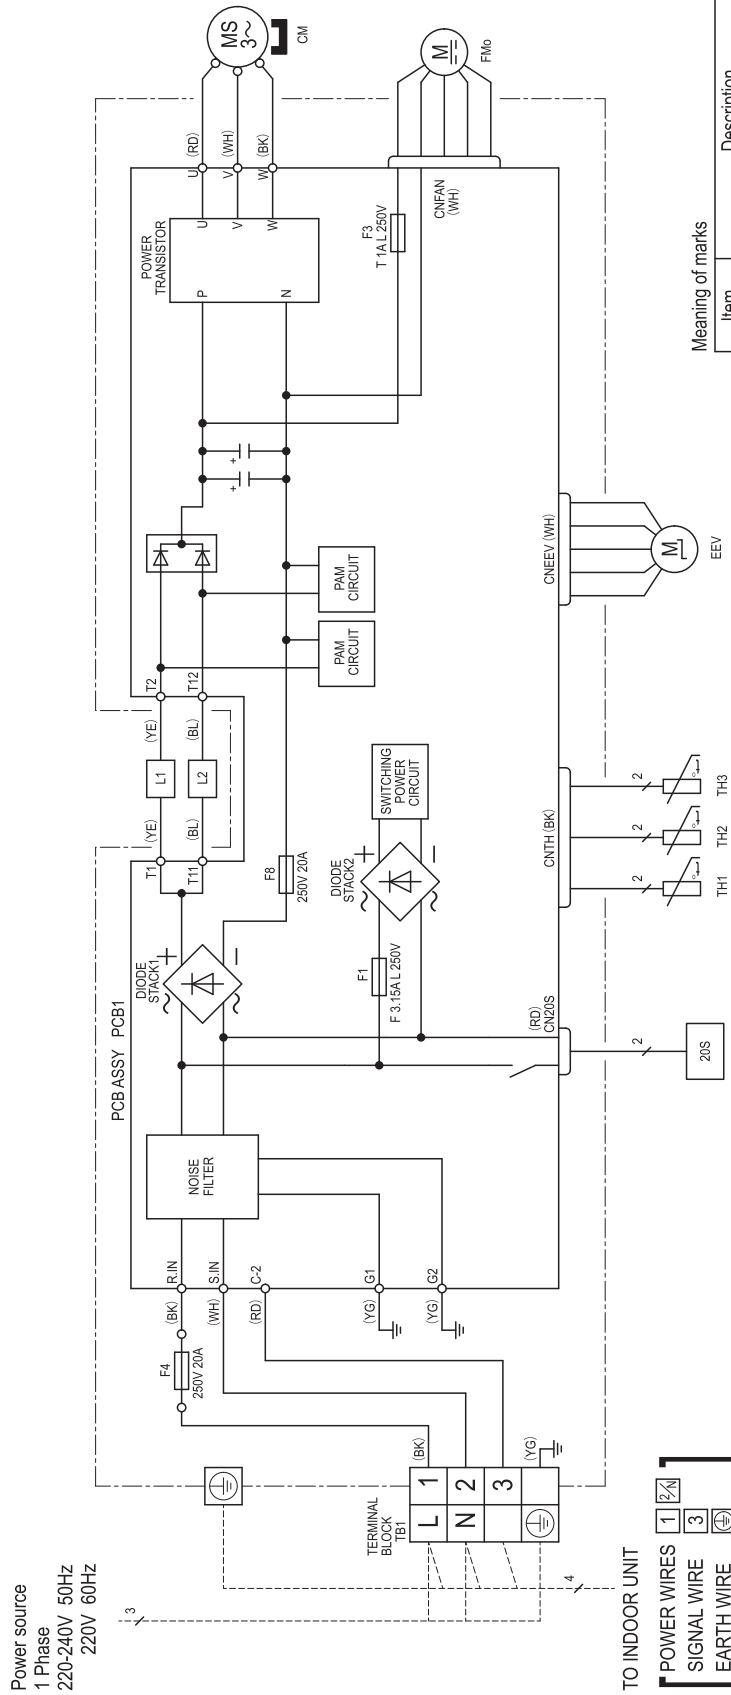 Power source
1 Phase
220-240V 50Hz
220V 60Hz
3
4
TO INDOOR UNIT
POWER WIRES 1 2/N
SIGNAL WIRE 3
EARTH WIRE
TERMINAL
BLOCK
TB1
L 1
N 2
3
(BK)
(YG)
F4
250V 20A
(BK)
(WH)
(RD)
(YG)
(YG)
R.IN
S.IN
C-2
G1
G2
PCB ASSY PCB1
NOISE
FILTER
DIODE
STACK1
+
−
T1
T11
(YE)
(BL)
L1
L2
(YE)
(BL)
T2
T12
F8
250V 20A
F1
F 3.15A L 250V
DIODE
STACK2
+
−
SWITCHING
POWER
CIRCUIT
PAM
CIRCUIT
PAM
CIRCUIT
+
+
POWER
TRANSISTOR
P
N
U
V
W
U
V
W
(RD)
(WH)
(BK)
MS
3~
CM
F3
T 1A L 250V
CNFAN
(WH)
M
FMo
(RD)
CN20S
2
20S
CNTH (BK)
2
2
2
t°
t°
t°
TH1
TH2
TH3
CNEEV (WH)
M
EEV
Meaning of marks
Item
Description